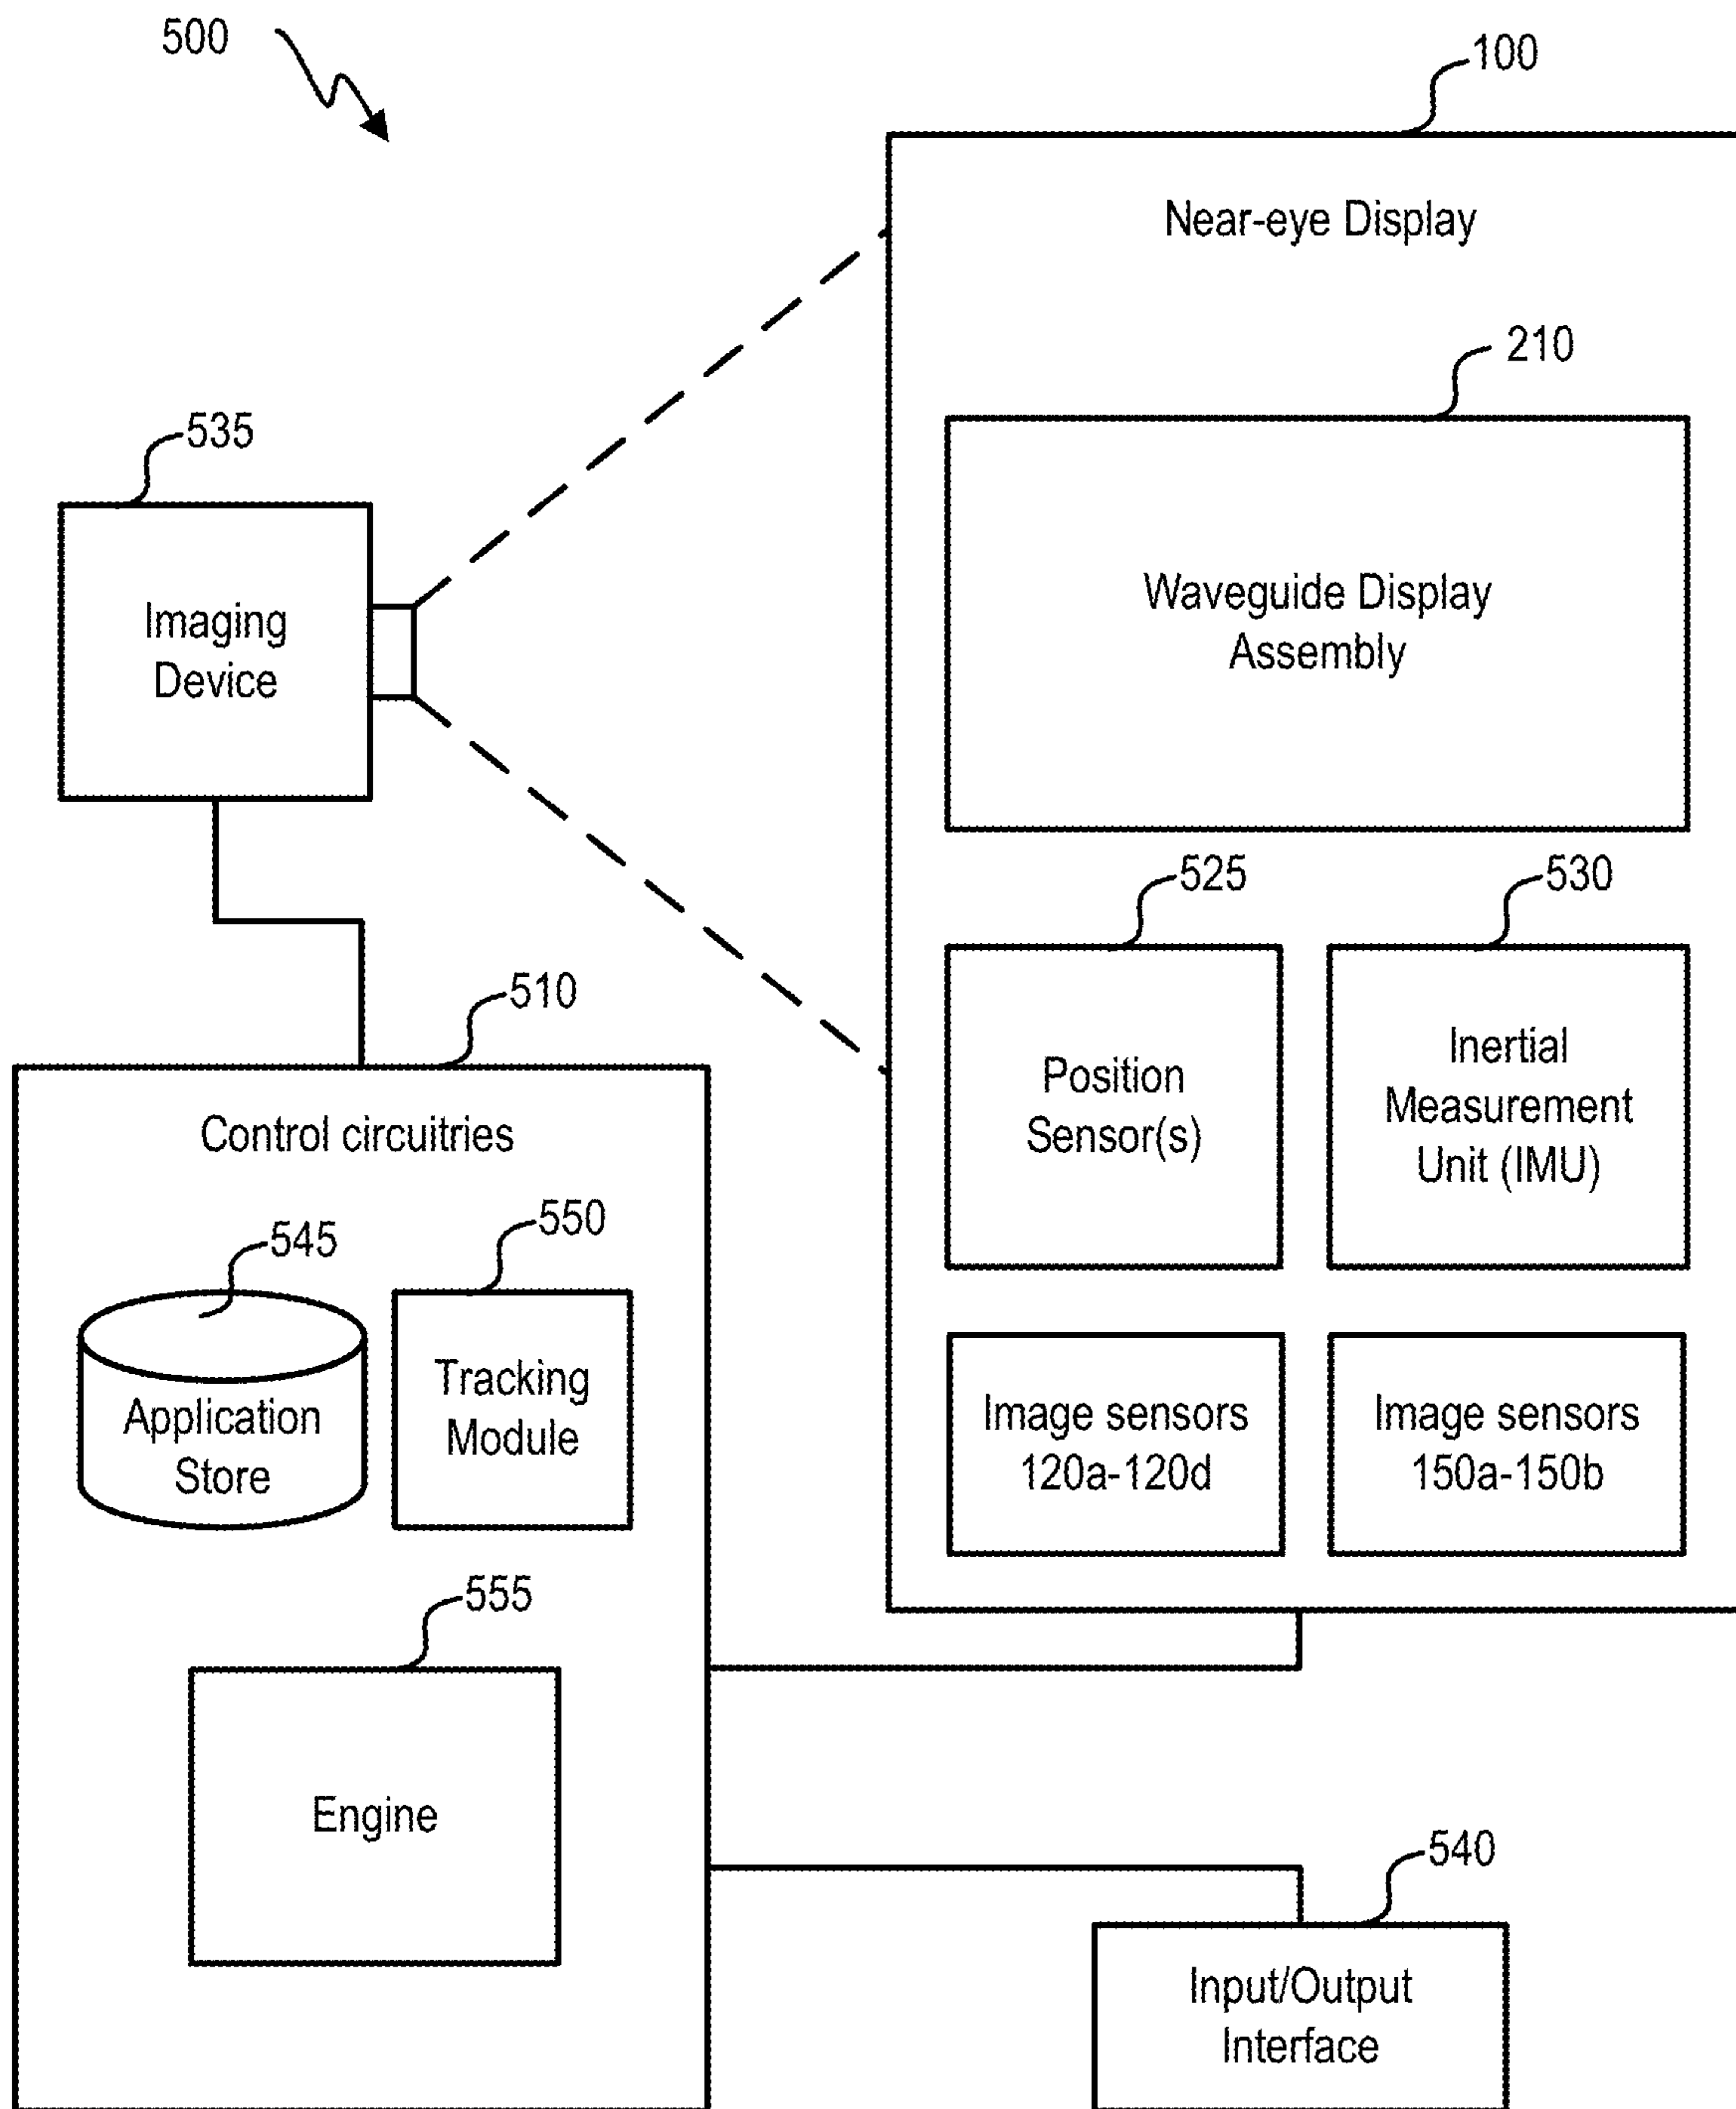 500
100
Near-eye Display
210
Waveguide Display
Assembly
535
Imaging
Device
525
530
Position
Sensor(s)
Inertial
Measurement
Unit (IMU)
510
Control circuitries
545
550
Application
Store
Tracking
Module
Image sensors
120a-120d
Image sensors
150a-150b
555
Engine
540
Input/Output
Interface